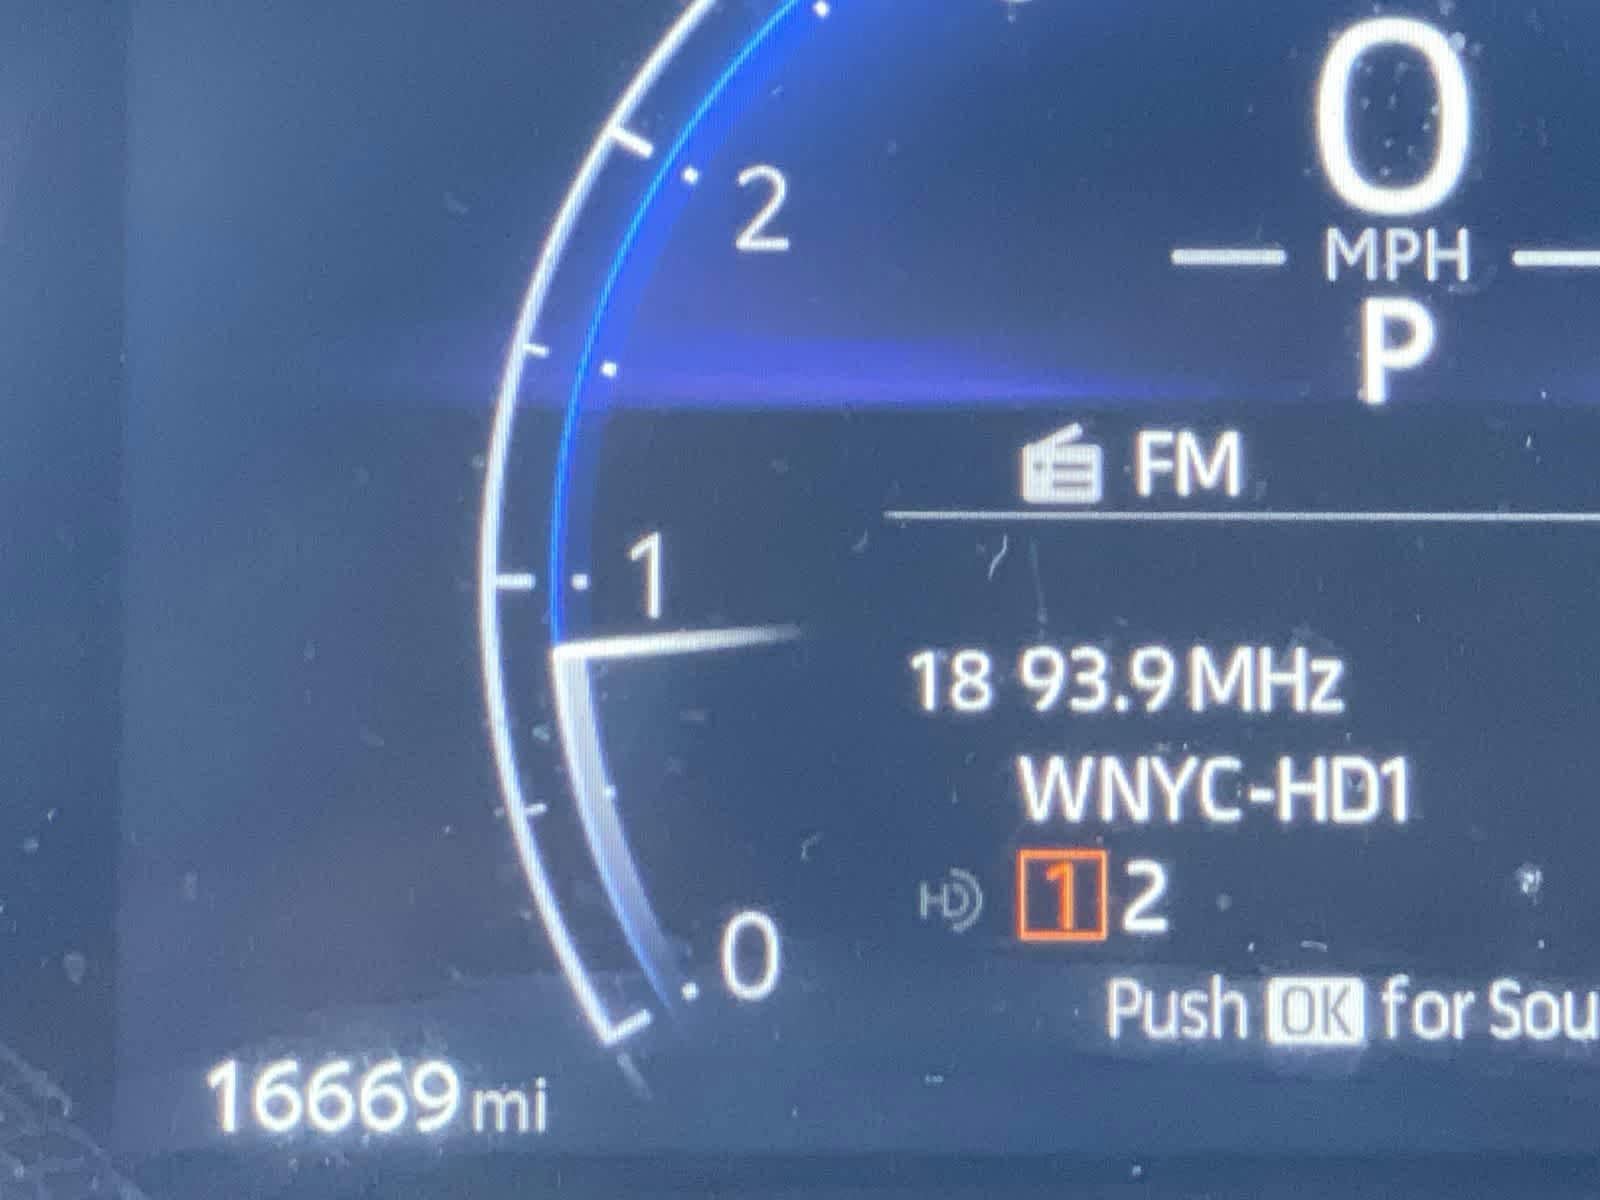 0
MPH
P
2
FM
1
18 93.9 MHz
WNYC-HD1
HD 1 2
0
Push OK for Sou
16669 mi